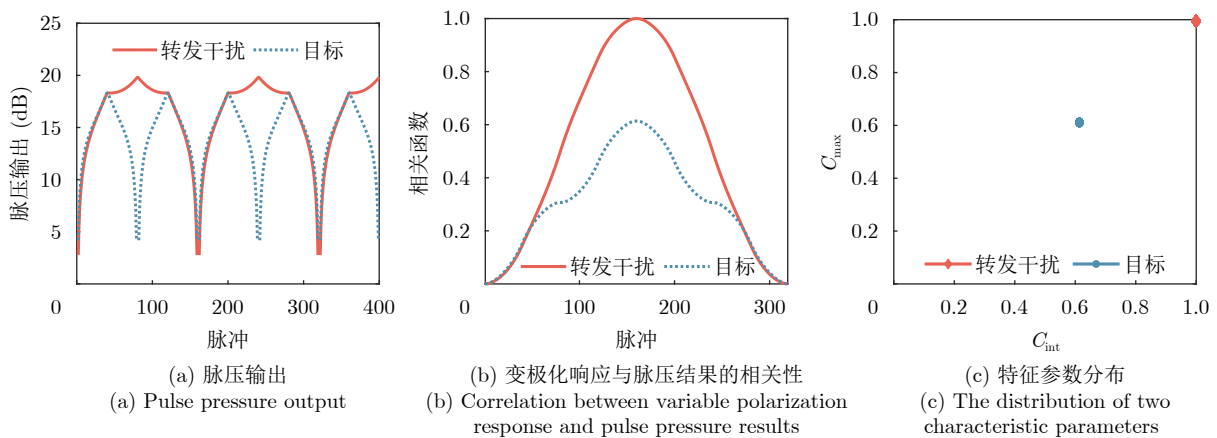 25
20
15
10
5
0
100
200
300
400
脉压输出 (dB)
脉冲
转发干扰
目标
(a) 脉压输出
(a) Pulse pressure output
1.0
0.8
0.6
0.4
0.2
0
100
200
300
相关函数
脉冲
转发干扰
目标
(b) 变极化响应与脉压结果的相关性
(b) Correlation between variable polarization
response and pulse pressure results
1.0
0.8
0.6
0.4
0.2
0
0.2
0.4
0.6
0.8
1.0
Cmax
Cint
转发干扰
目标
(c) 特征参数分布
(c) The distribution of two
characteristic parameters